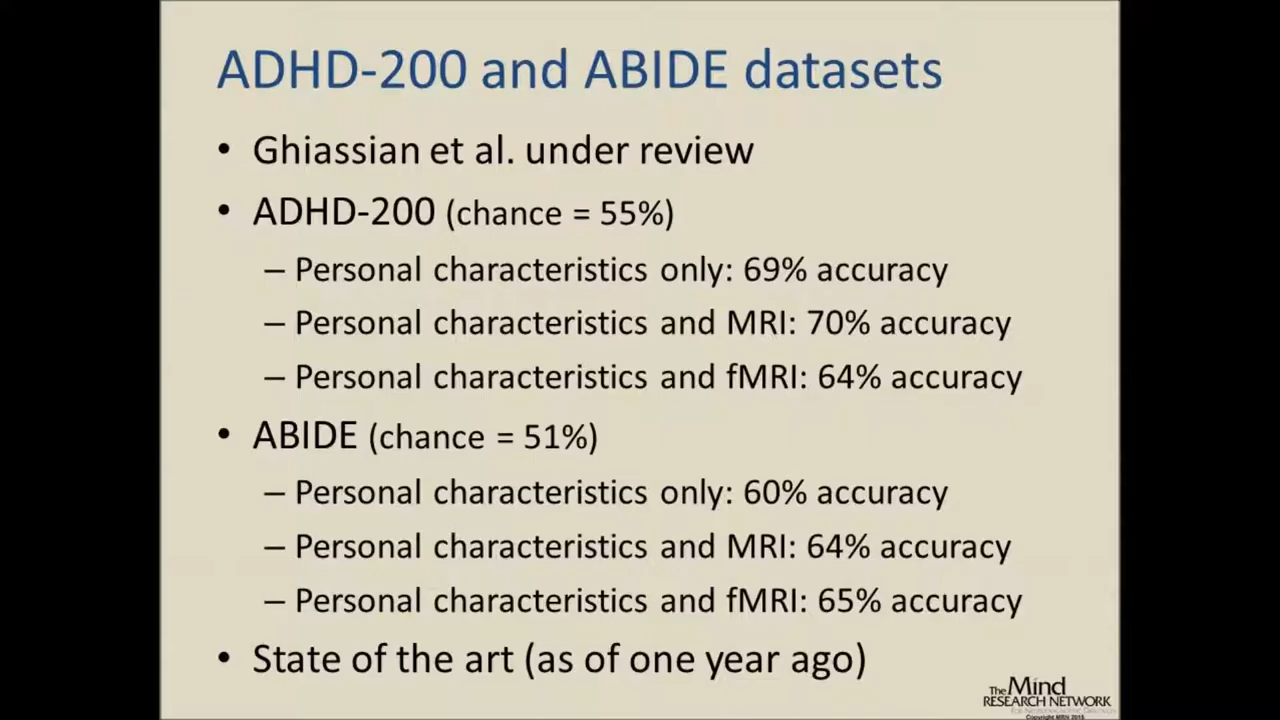 ADHD-200 and ABIDE datasets
• Ghiassian et al. under review
• ADHD-200 (chance = 55%)
– Personal characteristics only: 69% accuracy
– Personal characteristics and MRI: 70% accuracy
– Personal characteristics and fMRI: 64% accuracy
• ABIDE (chance = 51%)
– Personal characteristics only: 60% accuracy
– Personal characteristics and MRI: 64% accuracy
– Personal characteristics and fMRI: 65% accuracy
• State of the art (as of one year ago)
The Mind
RESEARCH NETWORK